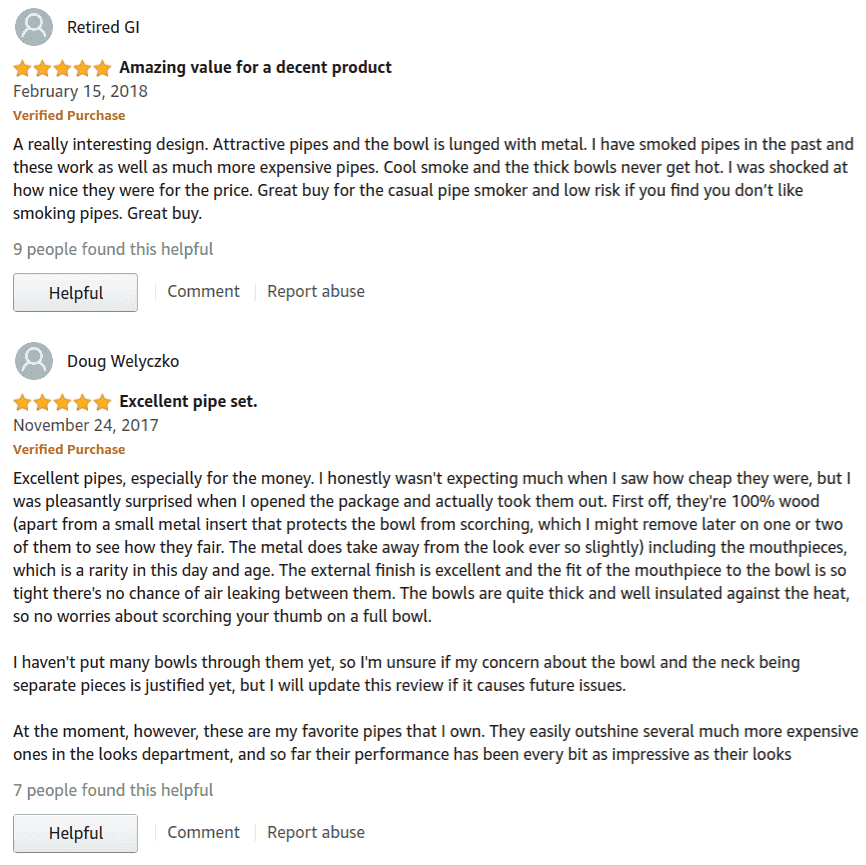 Retired GI
Amazing value for a decent product
February 15, 2018
Verified Purchase
A really interesting design. Attractive pipes and the bowl is lunged with metal. I have smoked pipes in the past and
these work as well as much more expensive pipes. Cool smoke and the thick bowls never get hot. I was shocked at
how nice they were for the price. Great buy for the casual pipe smoker and low risk if you find you don’t like
smoking pipes. Great buy.
9 people found this helpful
Helpful Comment Report abuse
Doug Welyczko
Excellent pipe set.
November 24, 2017
Verified Purchase
Excellent pipes, especially for the money. I honestly wasn't expecting much when I saw how cheap they were, but I
was pleasantly surprised when I opened the package and actually took them out. First off, they're 100% wood
(apart from a small metal insert that protects the bowl from scorching, which I might remove later on one or two
of them to see how they fair. The metal does take away from the look ever so slightly) including the mouthpieces,
which is a rarity in this day and age. The external finish is excellent and the fit of the mouthpiece to the bowl is so
tight there's no chance of air leaking between them. The bowls are quite thick and well insulated against the heat,
so no worries about scorching your thumb on a full bowl.
I haven't put many bowls through them yet, so I'm unsure if my concern about the bowl and the neck being
separate pieces is justified yet, but I will update this review if it causes future issues.
At the moment, however, these are my favorite pipes that I own. They easily outshine several much more expensive
ones in the looks department, and so far their performance has been every bit as impressive as their looks
7 people found this helpful
Helpful Comment Report abuse